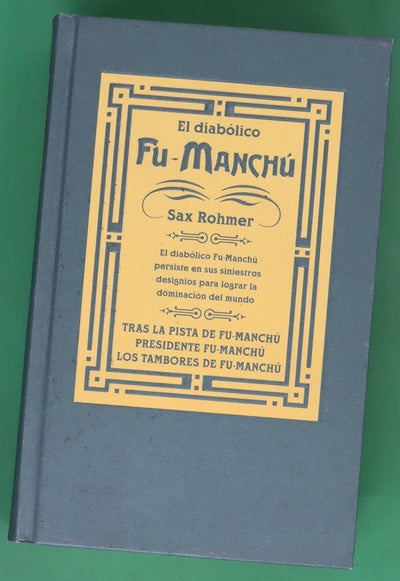 El diabólico
FU-MANCHÚ
Sax Rohmer
El diabólico Fu-Manchú
persiste en sus siniestros
designios para lograr la
dominación del mundo
TRAS LA PISTA DE FU-MANCHÚ
PRESIDENTE FU-MANCHÚ
LOS TAMBORES DE FU-MANCHÚ